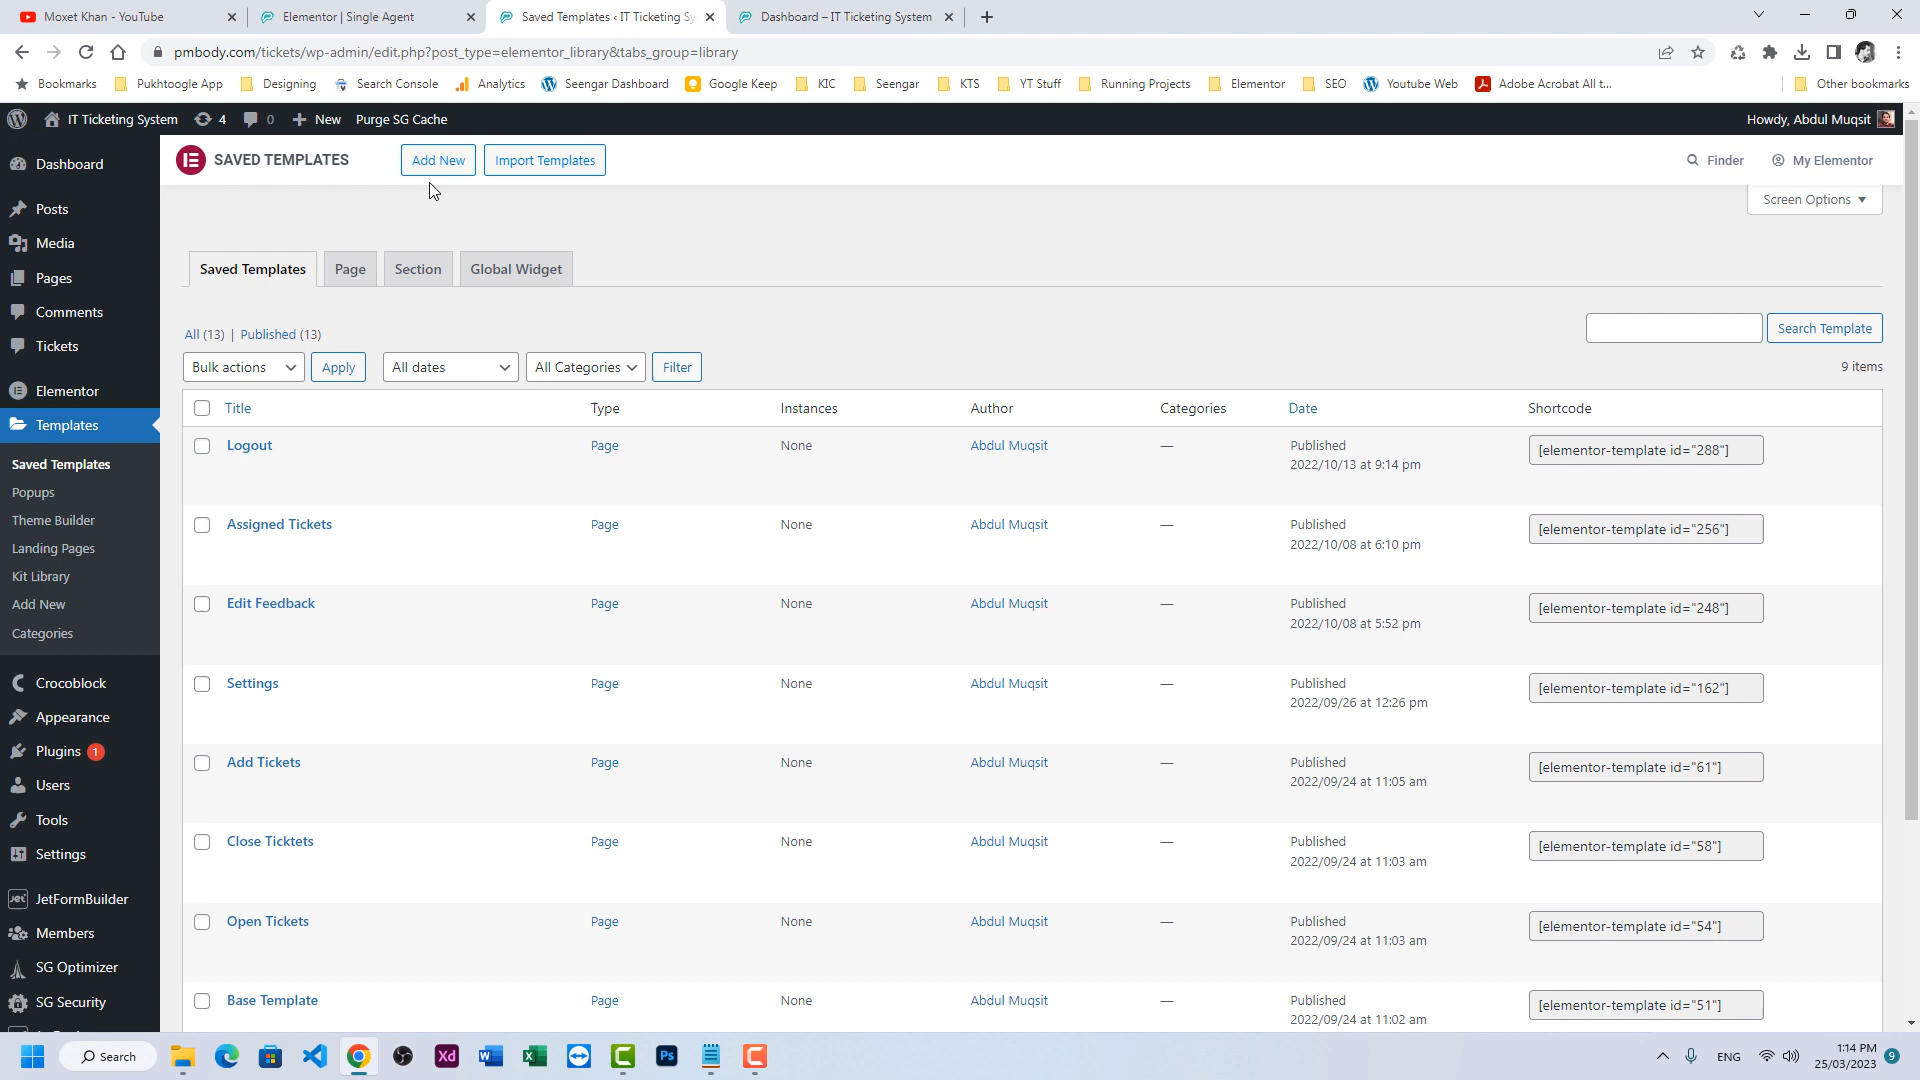 Moxet Khan - YouTube
Elementor | Single Agent
Saved Templates ‹ IT Ticketing Sy
Dashboard – IT Ticketing System
pmbody.com/tickets/wp-admin/edit.php?post_type=elementor_library&tabs_group=library
Bookmarks
Pukhtoogle App
Designing
Search Console
Analytics
Seengar Dashboard
Google Keep
KIC
Seengar
KTS
YT Stuff
Running Projects
Elementor
SEO
Youtube Web
Adobe Acrobat All t...
Other bookmarks
IT Ticketing System
4
0
New
Purge SG Cache
Howdy, Abdul Muqsit
SAVED TEMPLATES
Add New
Import Templates
Finder
My Elementor
Screen Options
Dashboard
Posts
Media
Pages
Comments
Tickets
Elementor
Templates
Saved Templates
Popups
Theme Builder
Landing Pages
Kit Library
Add New
Categories
Crocoblock
Appearance
Plugins 1
Users
Tools
Settings
JetFormBuilder
Members
SG Optimizer
SG Security
Saved Templates
Page
Section
Global Widget
All (13) | Published (13)
Search Template
Bulk actions
Apply
All dates
All Categories
Filter
9 items
Title Type Instances Author Categories Date Shortcode
Logout Page None Abdul Muqsit — Published [elementor-template id="288"]
2022/10/13 at 9:14 pm
Assigned Tickets Page None Abdul Muqsit — Published [elementor-template id="256"]
2022/10/08 at 6:10 pm
Edit Feedback Page None Abdul Muqsit — Published [elementor-template id="248"]
2022/10/08 at 5:52 pm
Settings Page None Abdul Muqsit — Published [elementor-template id="162"]
2022/09/26 at 12:26 pm
Add Tickets Page None Abdul Muqsit — Published [elementor-template id="61"]
2022/09/24 at 11:05 am
Close Ticktets Page None Abdul Muqsit — Published [elementor-template id="58"]
2022/09/24 at 11:03 am
Open Tickets Page None Abdul Muqsit — Published [elementor-template id="54"]
2022/09/24 at 11:03 am
Base Template Page None Abdul Muqsit — Published [elementor-template id="51"]
2022/09/24 at 11:02 am
Search
Xd
Ps
ENG
1:14 PM
25/03/2023
9